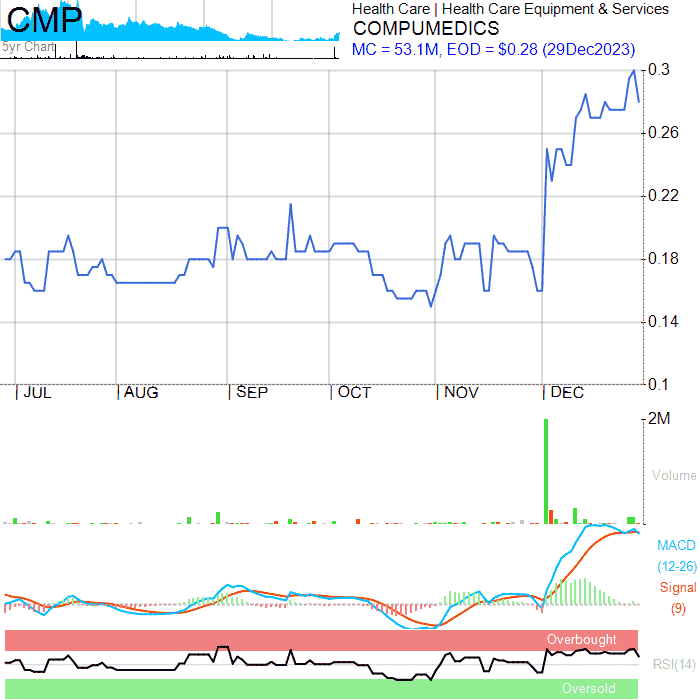 CMP
5yr Chart
Health Care | Health Care Equipment & Services
COMPUMEDICS
MC = 53.1M, EOD = $0.28 (29Dec2023)
0.3
0.26
0.22
0.18
0.14
0.1
JUL
AUG
SEP
OCT
NOV
DEC
2M
Volume
MACD
(12-26)
Signal
(9)
Overbought
RSI(14)
Oversold